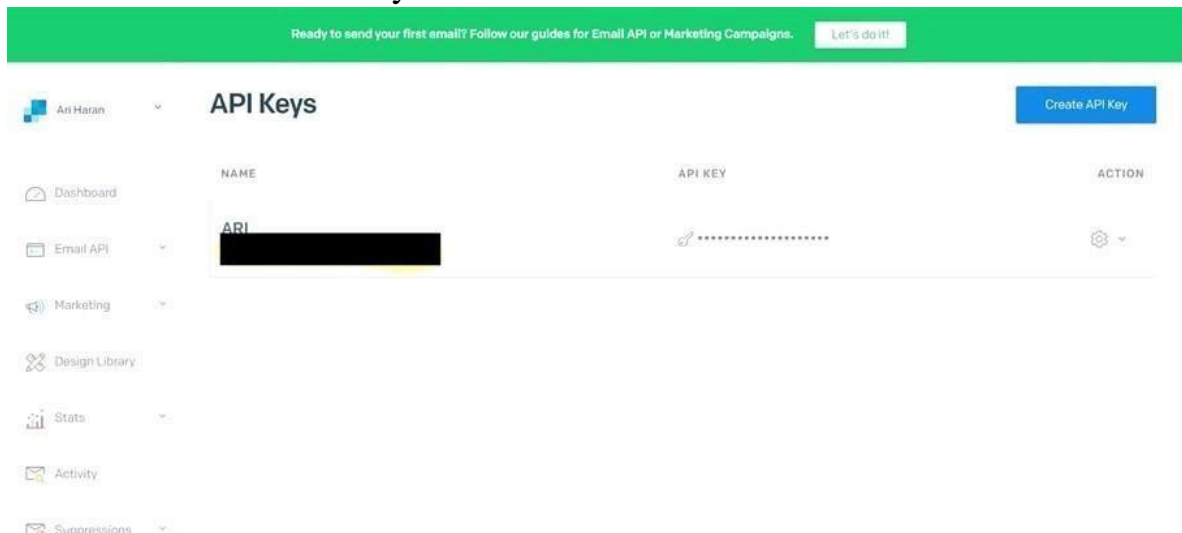 Ready to send your first email? Follow our guides for Email API or Marketing Campaigns.
Let's do it!
Ari Haran
API Keys
Create API Key
NAME
API KEY
ACTION
ARI
********************
Dashboard
Email API
Marketing
Design Library
Stats
Activity
Suppressions